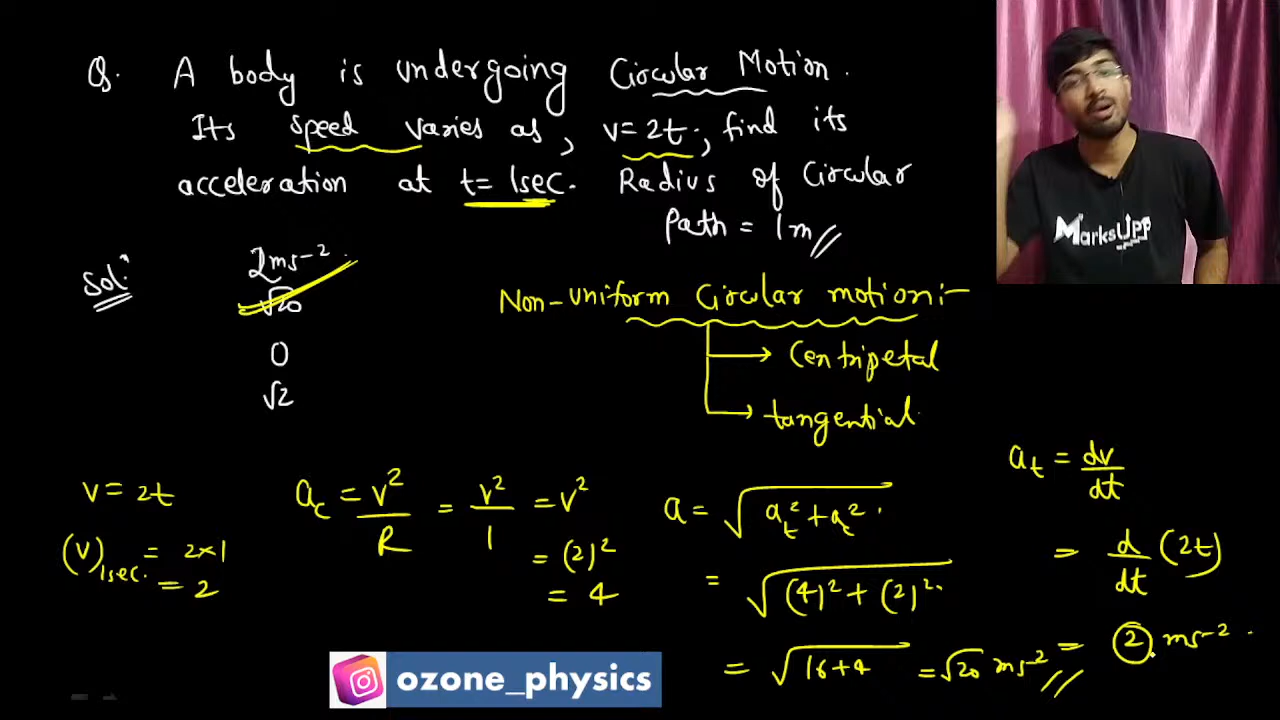 Q. A body is undergoing Circular Motion.
Its speed varies as, v=2t, find its
acceleration at t=1sec. Radius of Circular
Path = 1m
Sol:
2ms-2
√20
0
√2
Non-uniform Circular motion:-
Centripetal
tangential
v=2t
(v)1sec. = 2×1
= 2
ac = v²/R = v²/1 = v²
= (2)²
= 4
a = √at²+ac²
= √(4)²+(2)²
= √16+4 = √20 ms-2
at = dv/dt
= d/dt (2t)
= 2 ms-2
MarksUPP
ozone_physics